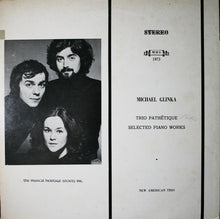 STEREO
1973
MICHAEL GLINKA
TRIO PATHÉTIQUE
SELECTED PIANO WORKS
NEW AMERICAN TRIO